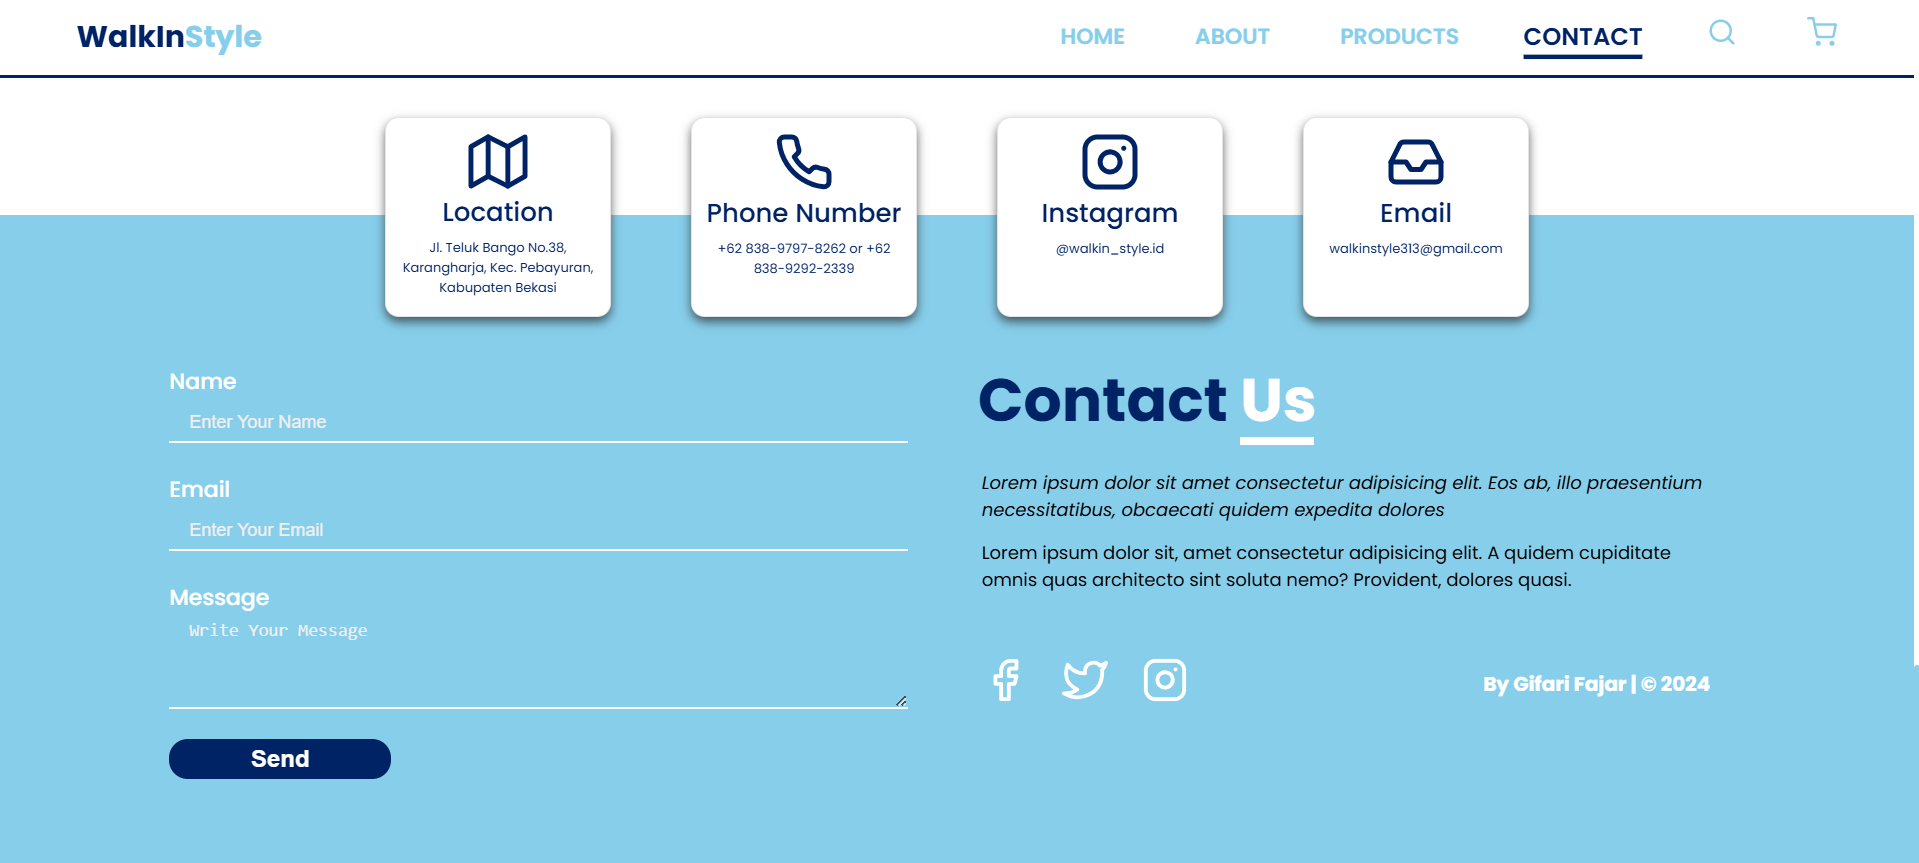 WalkInStyle
HOME
ABOUT
PRODUCTS
CONTACT
Location
Jl. Teluk Bango No.38,
Karangharja, Kec. Pebayuran,
Kabupaten Bekasi
Phone Number
+62 838-9797-8262 or +62
838-9292-2339
Instagram
@walkin_style.id
Email
walkinstyle313@gmail.com
Name
Enter Your Name
Email
Enter Your Email
Message
Write Your Message
Send
Contact Us
Lorem ipsum dolor sit amet consectetur adipisicing elit. Eos ab, illo praesentium
necessitatibus, obcaecati quidem expedita dolores
Lorem ipsum dolor sit, amet consectetur adipisicing elit. A quidem cupiditate
omnis quas architecto sint soluta nemo? Provident, dolores quasi.
By Gifari Fajar | © 2024